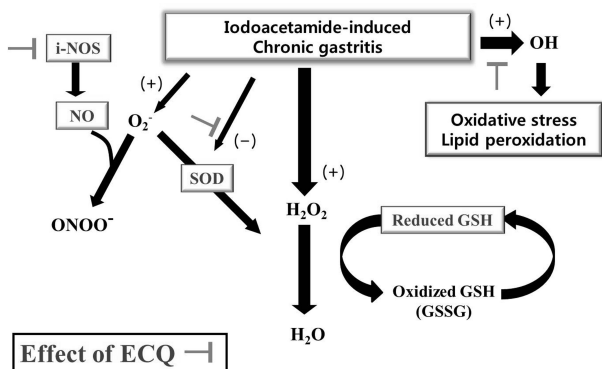 Iodoacetamide-induced
Chronic gastritis
(+)
OH
i-NOS
NO
(+)
O₂⁻
(−)
SOD
Oxidative stress
Lipid peroxidation
(+)
ONOO⁻
H₂O₂
Reduced GSH
Oxidized GSH
(GSSG)
H₂O
Effect of ECQ